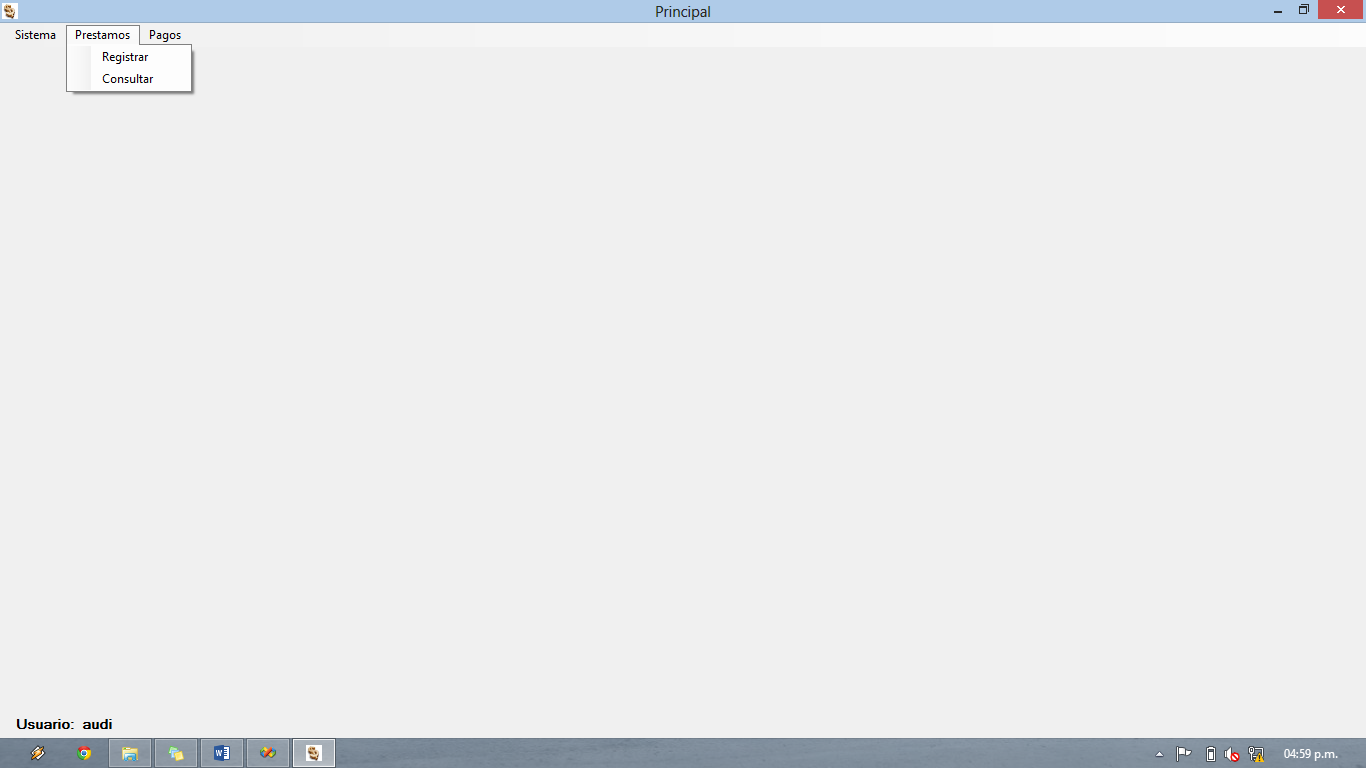 Principal
Sistema Prestamos Pagos
Registrar
Consultar
Usuario: audi
04:59 p.m.